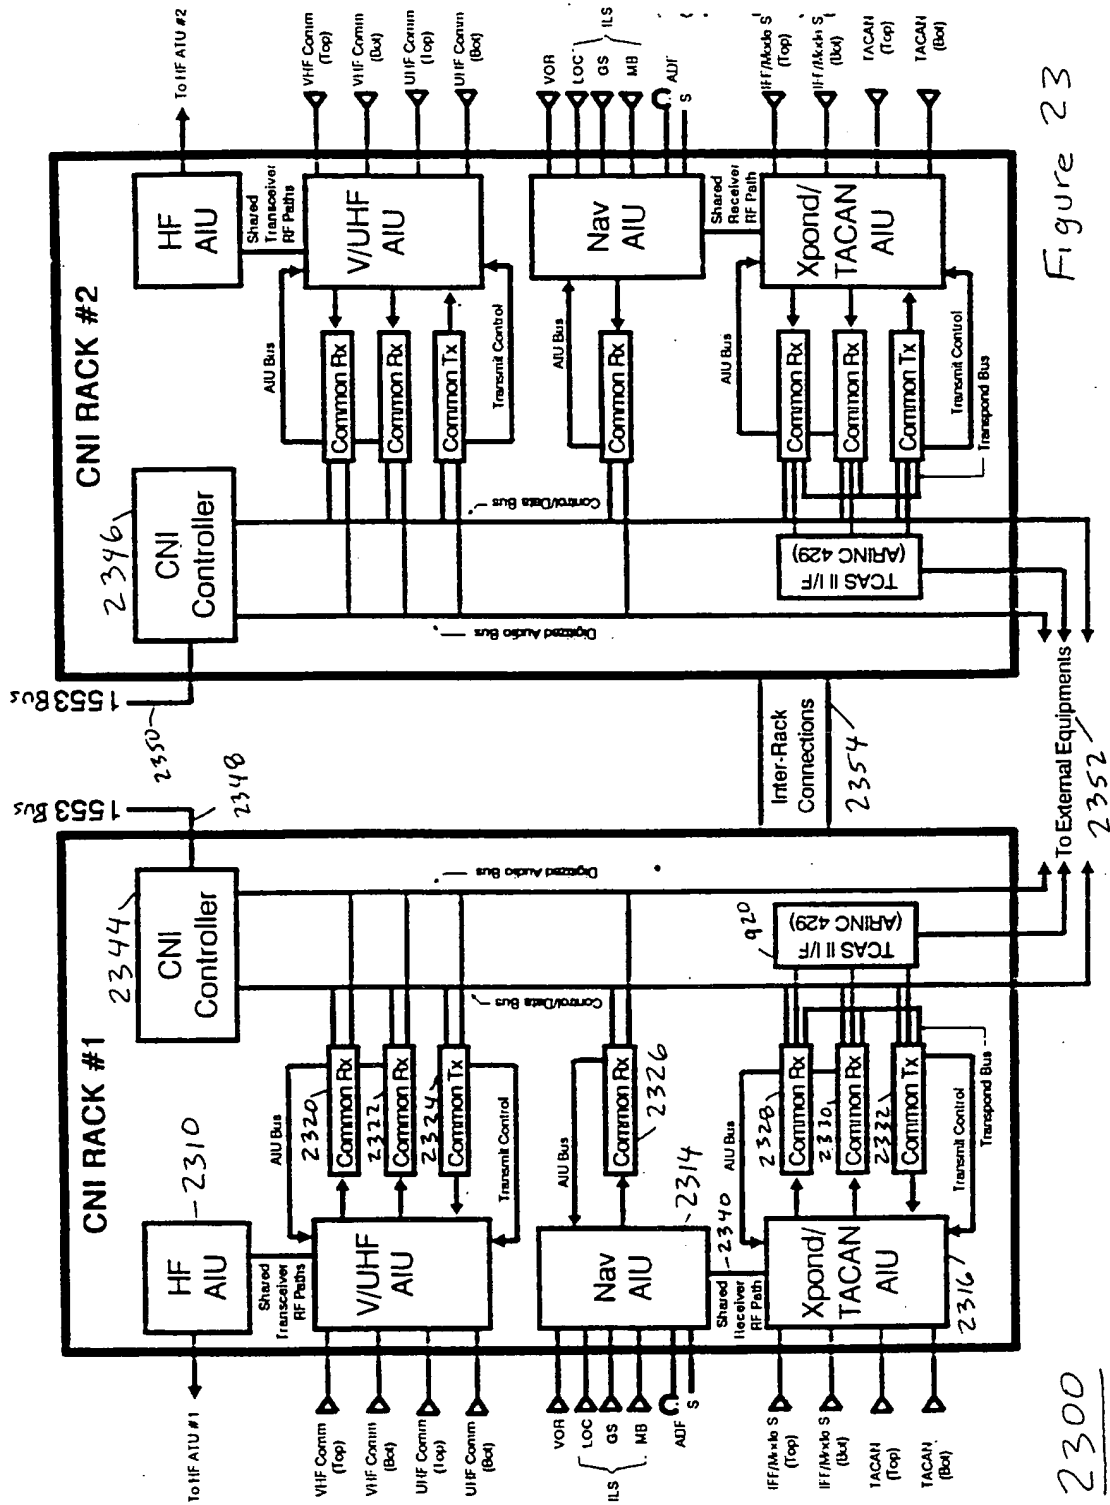 CNI RACK #1
To HF ATU #1
HF
AIU
2310
Shared
Transceiver
RF Paths
VHF Comm
(Top)
VHF Comm
(Bot)
UHF Comm
(Top)
UHF Comm
(Bot)
V/UHF
AIU
AIU Bus
2320
Common Rx
2322
Common Rx
2324
Common Tx
Transmit Control
CNI
Controller
2344
1553 Bus
2348
Digitized Audio Bus
Control/Data Bus
VOR
LOC
GS
MB
ILS
ADF
S
Nav
AIU
2314
AIU Bus
Common Rx
2326
Shared
Receiver
RF Path
2340
IFF/Mode S
(Top)
IFF/Mode S
(Bot)
TACAN
(Top)
TACAN
(Bot)
Xpond/
TACAN
AIU
2316
AIU Bus
2328
Common Rx
2330
Common Rx
2332
Common Tx
Transmit Control
Transpond Bus
920
TCAS II I/F
(ARINC 429)
Inter-Rack
Connections
2354
To External Equipments
2352
CNI RACK #2
1553 Bus
2350
2346
CNI
Controller
HF
AIU
To HF ATU #2
Shared
Transceiver
RF Paths
V/UHF
AIU
VHF Comm
(Top)
VHF Comm
(Bot)
UHF Comm
(Top)
UHF Comm
(Bot)
AIU Bus
Common Rx
Common Rx
Common Tx
Transmit Control
Control/Data Bus
Digitized Audio Bus
Nav
AIU
VOR
LOC
GS
MB
ILS
ADF
S
AIU Bus
Common Rx
Shared
Receiver
RF Path
Xpond/
TACAN
AIU
IFF/Mode S
(Top)
IFF/Mode S
(Bot)
TACAN
(Top)
TACAN
(Bot)
AIU Bus
Common Rx
Common Rx
Common Tx
Transmit Control
Transpond Bus
TCAS II I/F
(ARINC 429)
2300
Figure 23